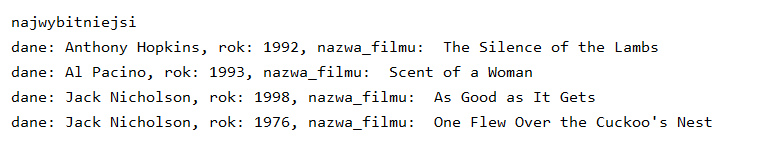 najwybitniejsi
dane: Anthony Hopkins, rok: 1992, nazwa_filmu:  The Silence of the Lambs
dane: Al Pacino, rok: 1993, nazwa_filmu:  Scent of a Woman
dane: Jack Nicholson, rok: 1998, nazwa_filmu:  As Good as It Gets
dane: Jack Nicholson, rok: 1976, nazwa_filmu:  One Flew Over the Cuckoo's Nest